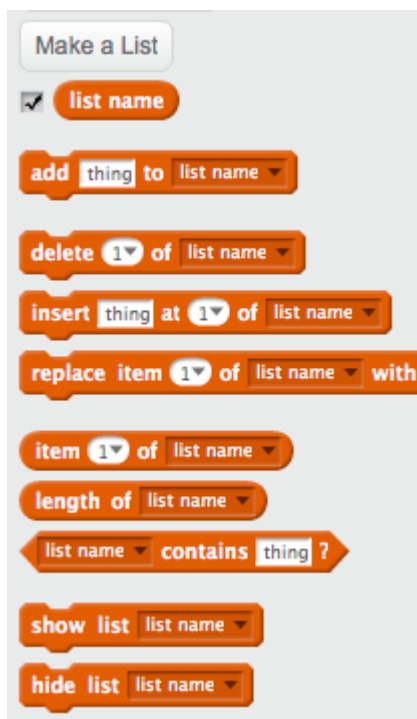 Make a List
list name
add thing to list name
delete 1 of list name
insert thing at 1 of list name
replace item 1 of list name with
item 1 of list name
length of list name
list name contains thing ?
show list list name
hide list list name